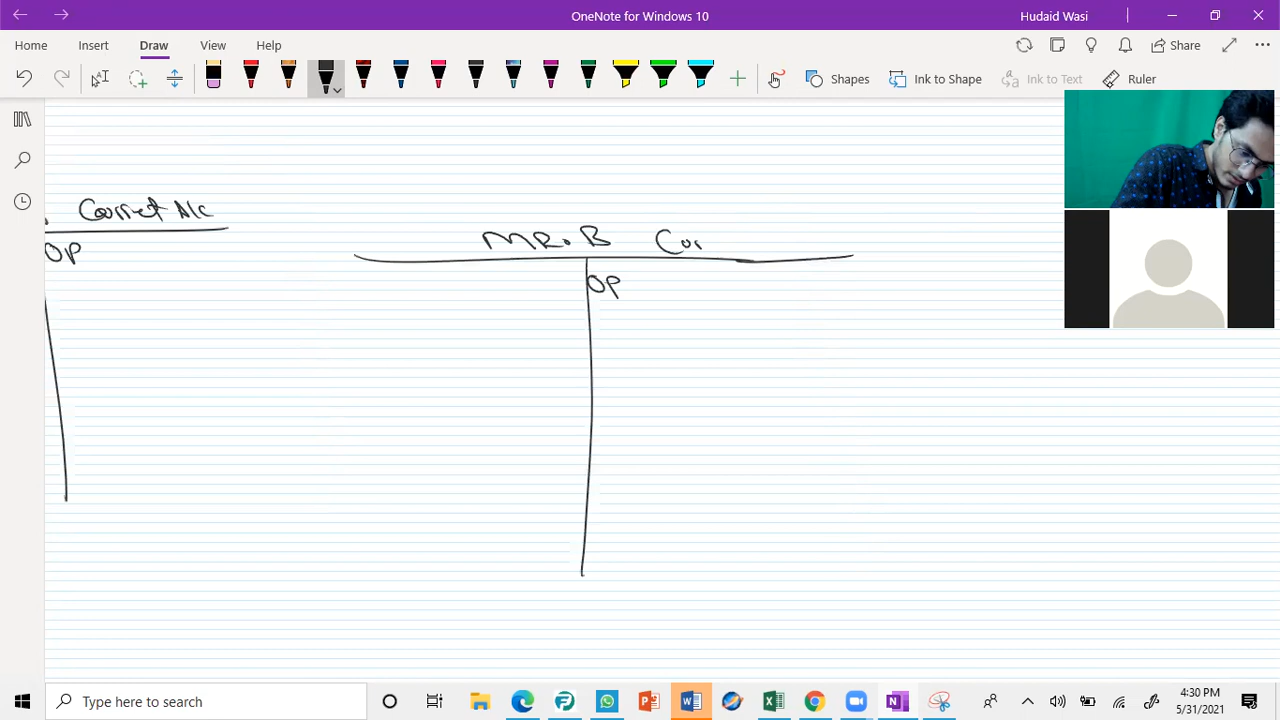 OneNote for Windows 10
Hudaid Wasi
Home Insert Draw View Help
Share
Shapes
Ink to Shape
Ink to Text
Ruler
Current A/c
OP
MR. B Cur
OP
Type here to search
4:30 PM
5/31/2021